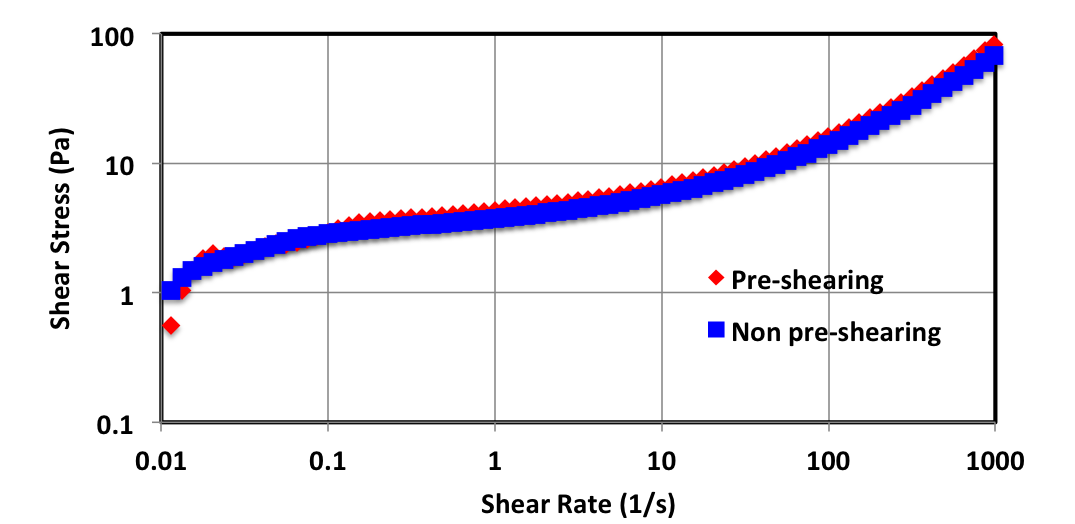 100
10
1
0.1
Shear Stress (Pa)
Pre-shearing
Non pre-shearing
0.01 0.1 1 10 100 1000
Shear Rate (1/s)